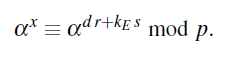 α^x ≡ α^{d r+k_E s} mod p.